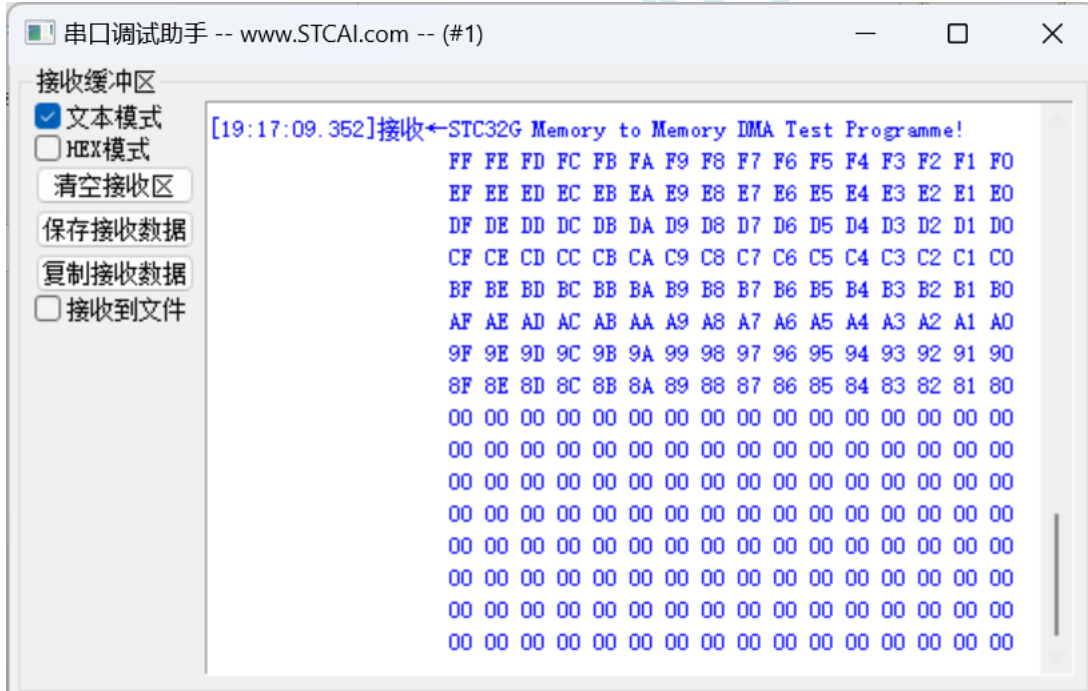 串口调试助手 -- www.STCAI.com -- (#1)
接收缓冲区
文本模式
HEX模式
清空接收区
保存接收数据
复制接收数据
接收到文件
[19:17:09.352]接收←STC32G Memory to Memory DMA Test Programme!
FF FE FD FC FB FA F9 F8 F7 F6 F5 F4 F3 F2 F1 F0
EF EE ED EC EB EA E9 E8 E7 E6 E5 E4 E3 E2 E1 E0
DF DE DD DC DB DA D9 D8 D7 D6 D5 D4 D3 D2 D1 D0
CF CE CD CC CB CA C9 C8 C7 C6 C5 C4 C3 C2 C1 C0
BF BE BD BC BB BA B9 B8 B7 B6 B5 B4 B3 B2 B1 B0
AF AE AD AC AB AA A9 A8 A7 A6 A5 A4 A3 A2 A1 A0
9F 9E 9D 9C 9B 9A 99 98 97 96 95 94 93 92 91 90
8F 8E 8D 8C 8B 8A 89 88 87 86 85 84 83 82 81 80
00 00 00 00 00 00 00 00 00 00 00 00 00 00 00 00
00 00 00 00 00 00 00 00 00 00 00 00 00 00 00 00
00 00 00 00 00 00 00 00 00 00 00 00 00 00 00 00
00 00 00 00 00 00 00 00 00 00 00 00 00 00 00 00
00 00 00 00 00 00 00 00 00 00 00 00 00 00 00 00
00 00 00 00 00 00 00 00 00 00 00 00 00 00 00 00
00 00 00 00 00 00 00 00 00 00 00 00 00 00 00 00
00 00 00 00 00 00 00 00 00 00 00 00 00 00 00 00